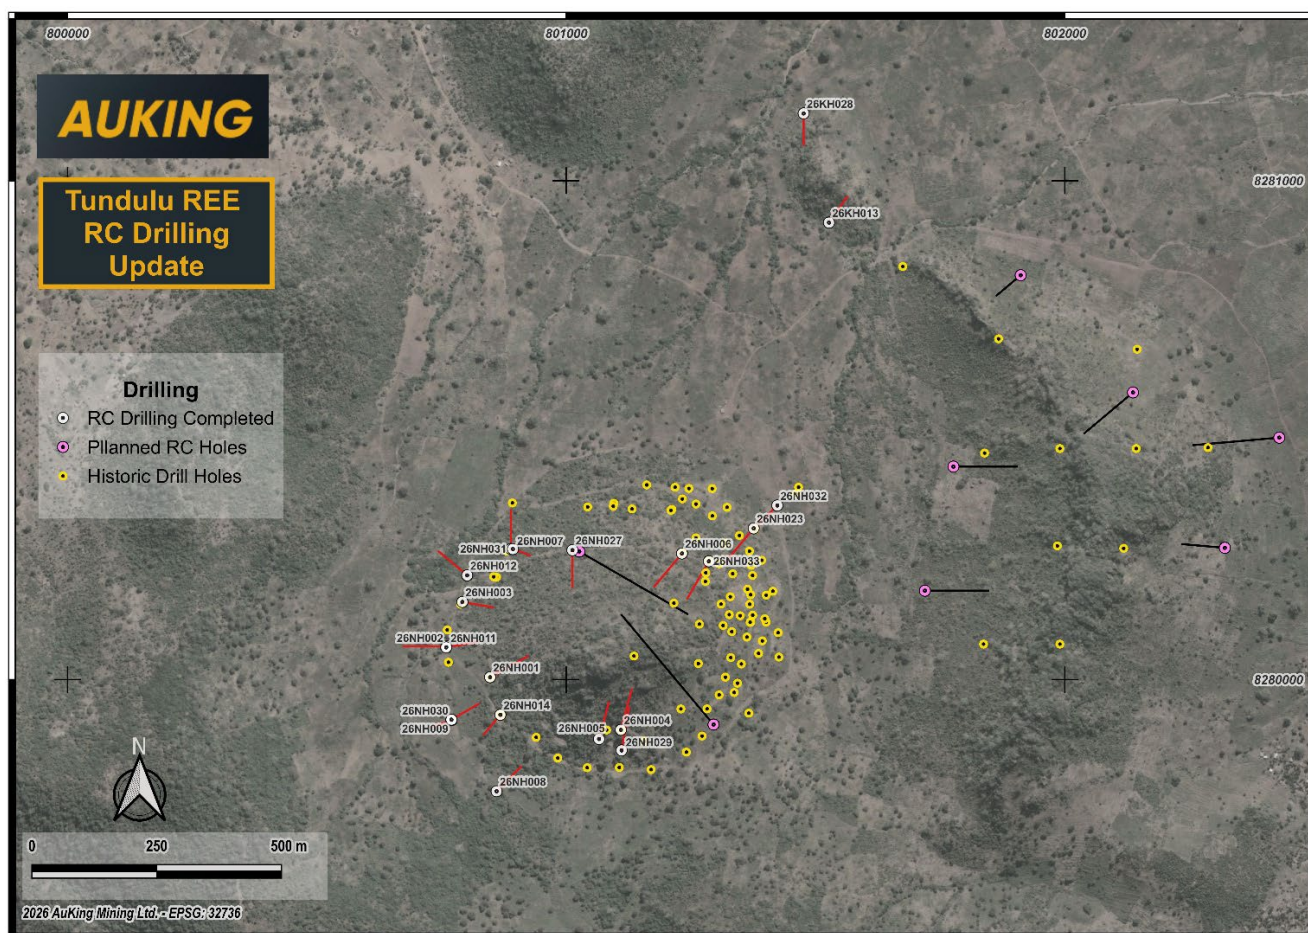 800000
801000
802000
AUKING
Tundulu REE
RC Drilling
Update
26KH028
8281000
26KH013
Drilling
RC Drilling Completed
Pllanned RC Holes
Historic Drill Holes
26NH032
26NH023
26NH031
26NH007
26NH027
26NH006
26NH033
26NH012
26NH003
26NH002
26NH011
26NH001
8280000
26NH030
26NH009
26NH014
26NH005
26NH004
26NH029
26NH008
N
0 250 500 m
2026 AuKing Mining Ltd. - EPSG: 32736